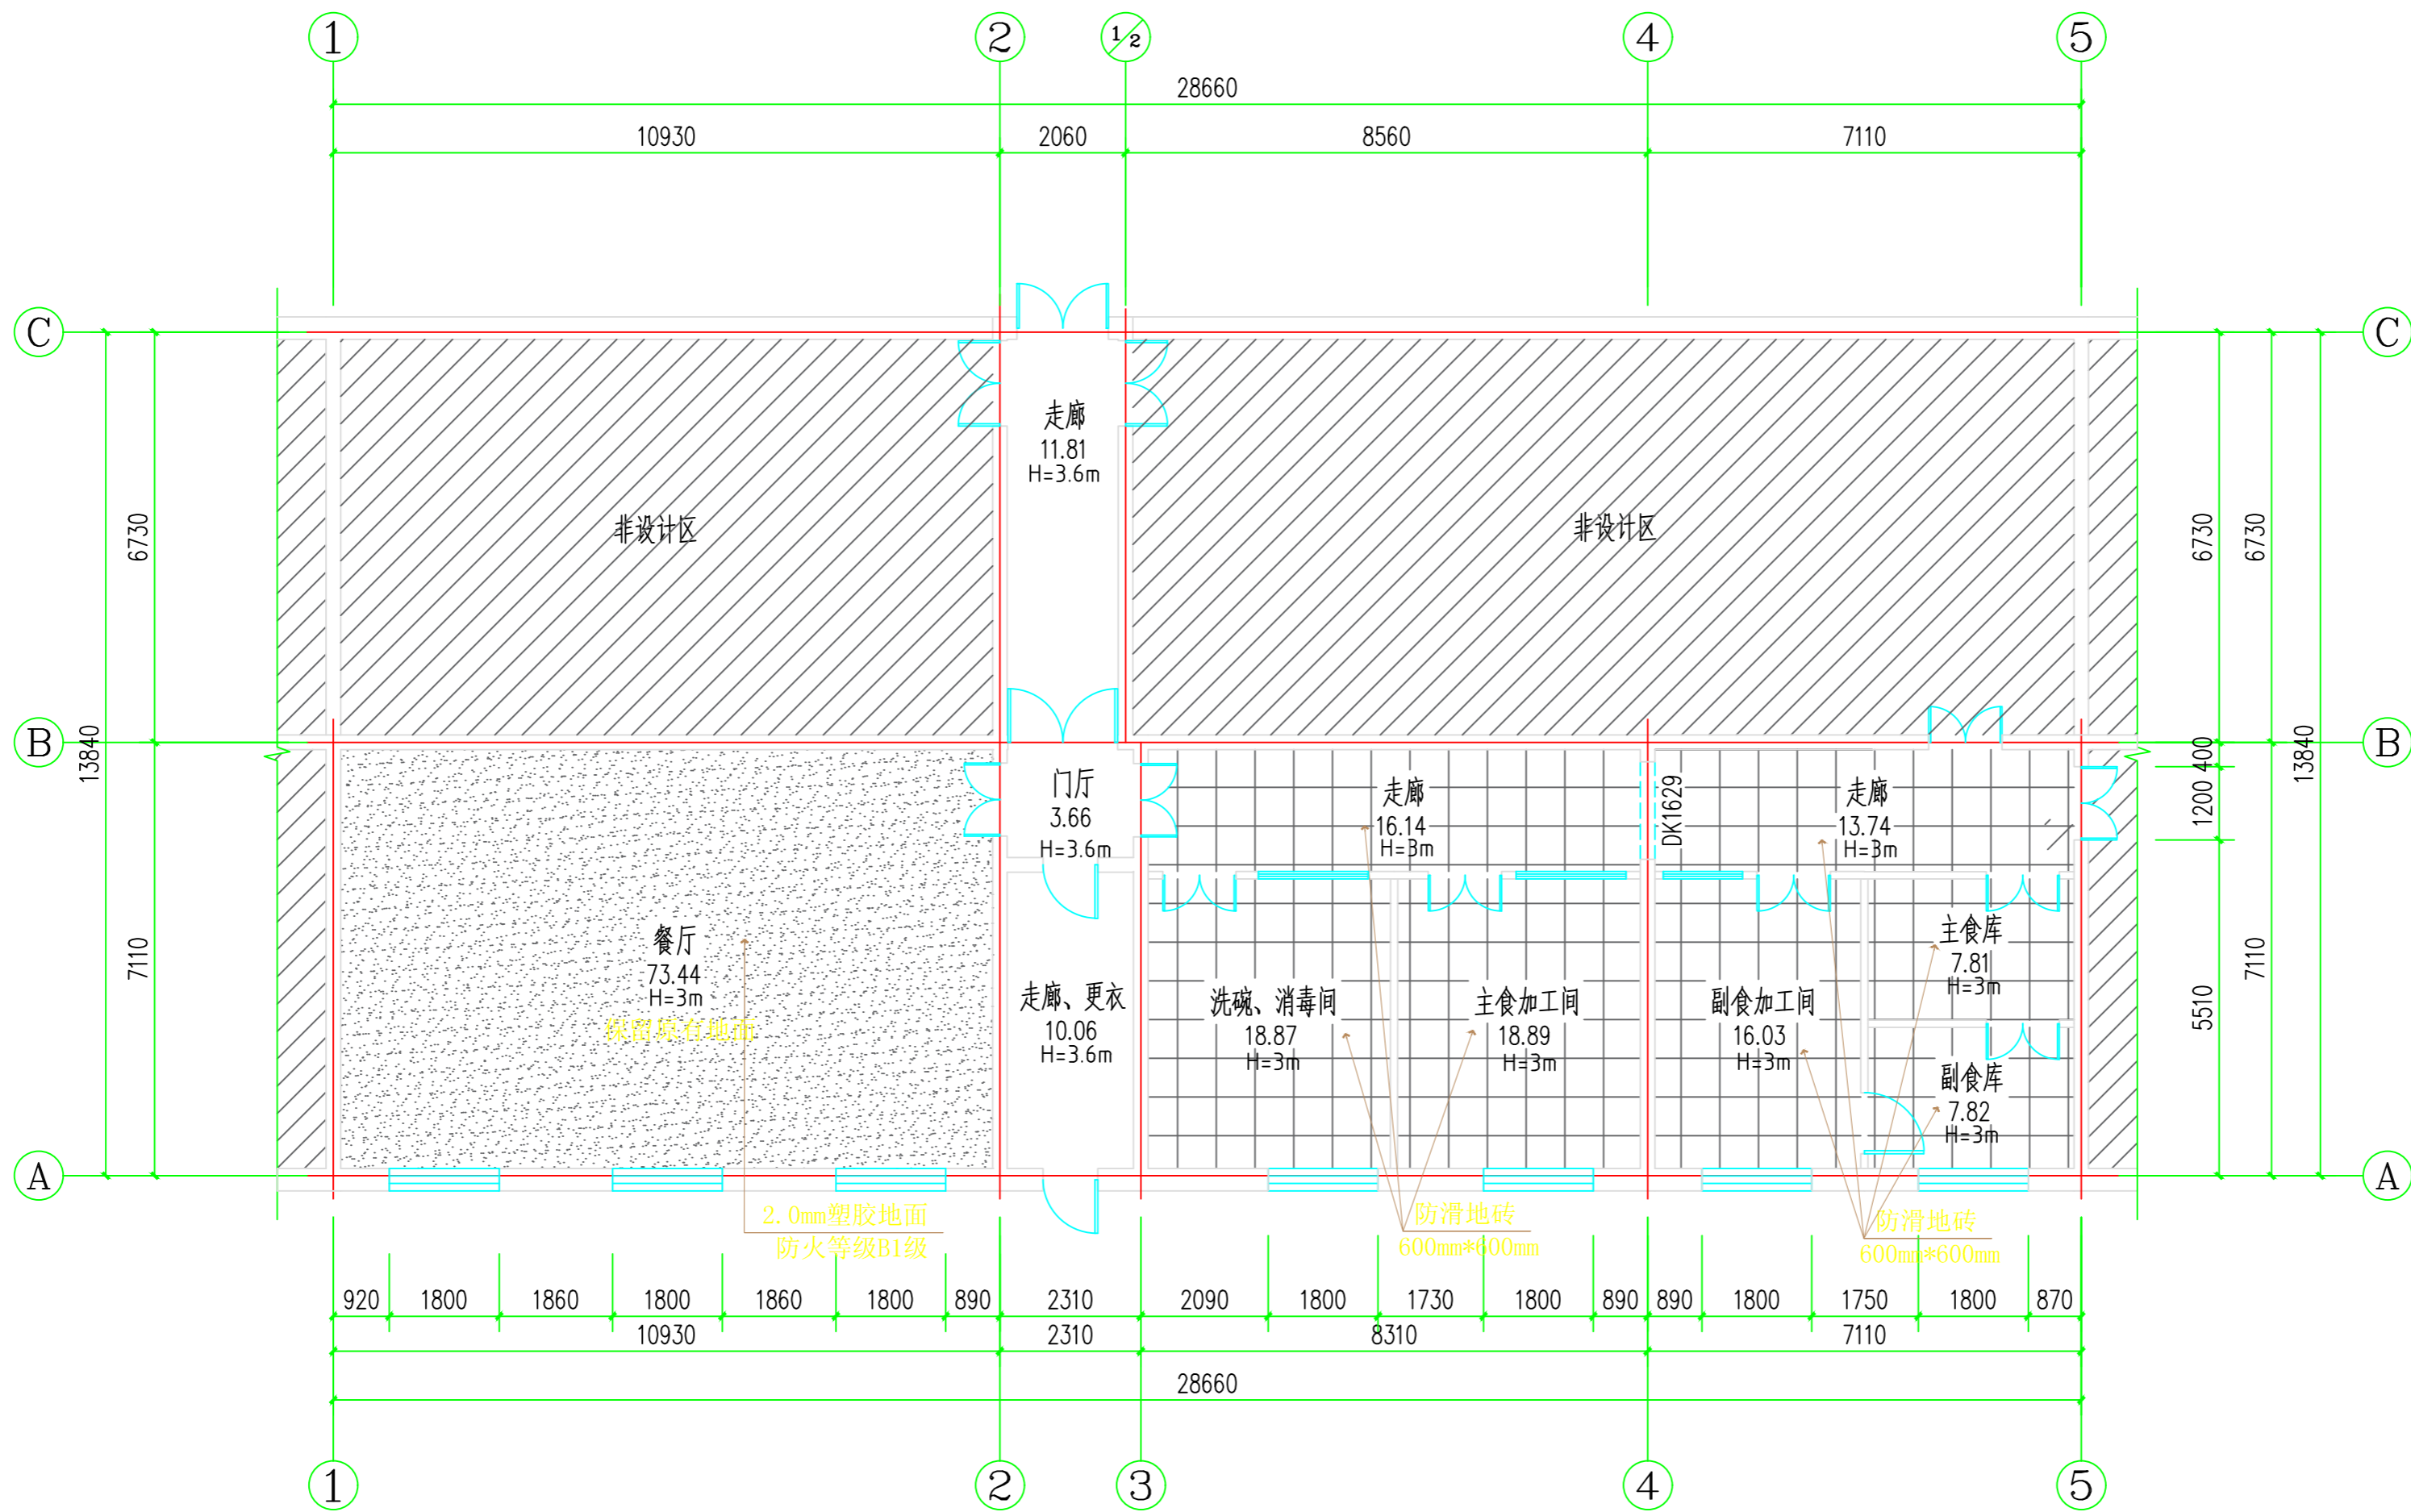 1
2
1/2
4
5
28660
10930
2060
8560
7110
C
C
走廊
11.81
H=3.6m
非设计区
非设计区
6730
6730
6730
13840
13840
B
B
1200
400
门厅
3.66
H=3.6m
走廊
16.14
H=3m
DK1629
走廊
13.74
H=3m
7110
7110
5510
餐厅
73.44
H=3m
保留原有地面
走廊、更衣
10.06
H=3.6m
洗碗、消毒间
18.87
H=3m
主食加工间
18.89
H=3m
副食加工间
16.03
H=3m
主食库
7.81
H=3m
副食库
7.82
H=3m
A
A
2.0mm塑胶地面
防火等级B1级
防滑地砖
600mm*600mm
防滑地砖
600mm*600mm
920
1800
1860
1800
1860
1800
890
2310
2090
1800
1730
1800
890
890
1800
1750
1800
870
10930
2310
8310
7110
28660
1
2
3
4
5